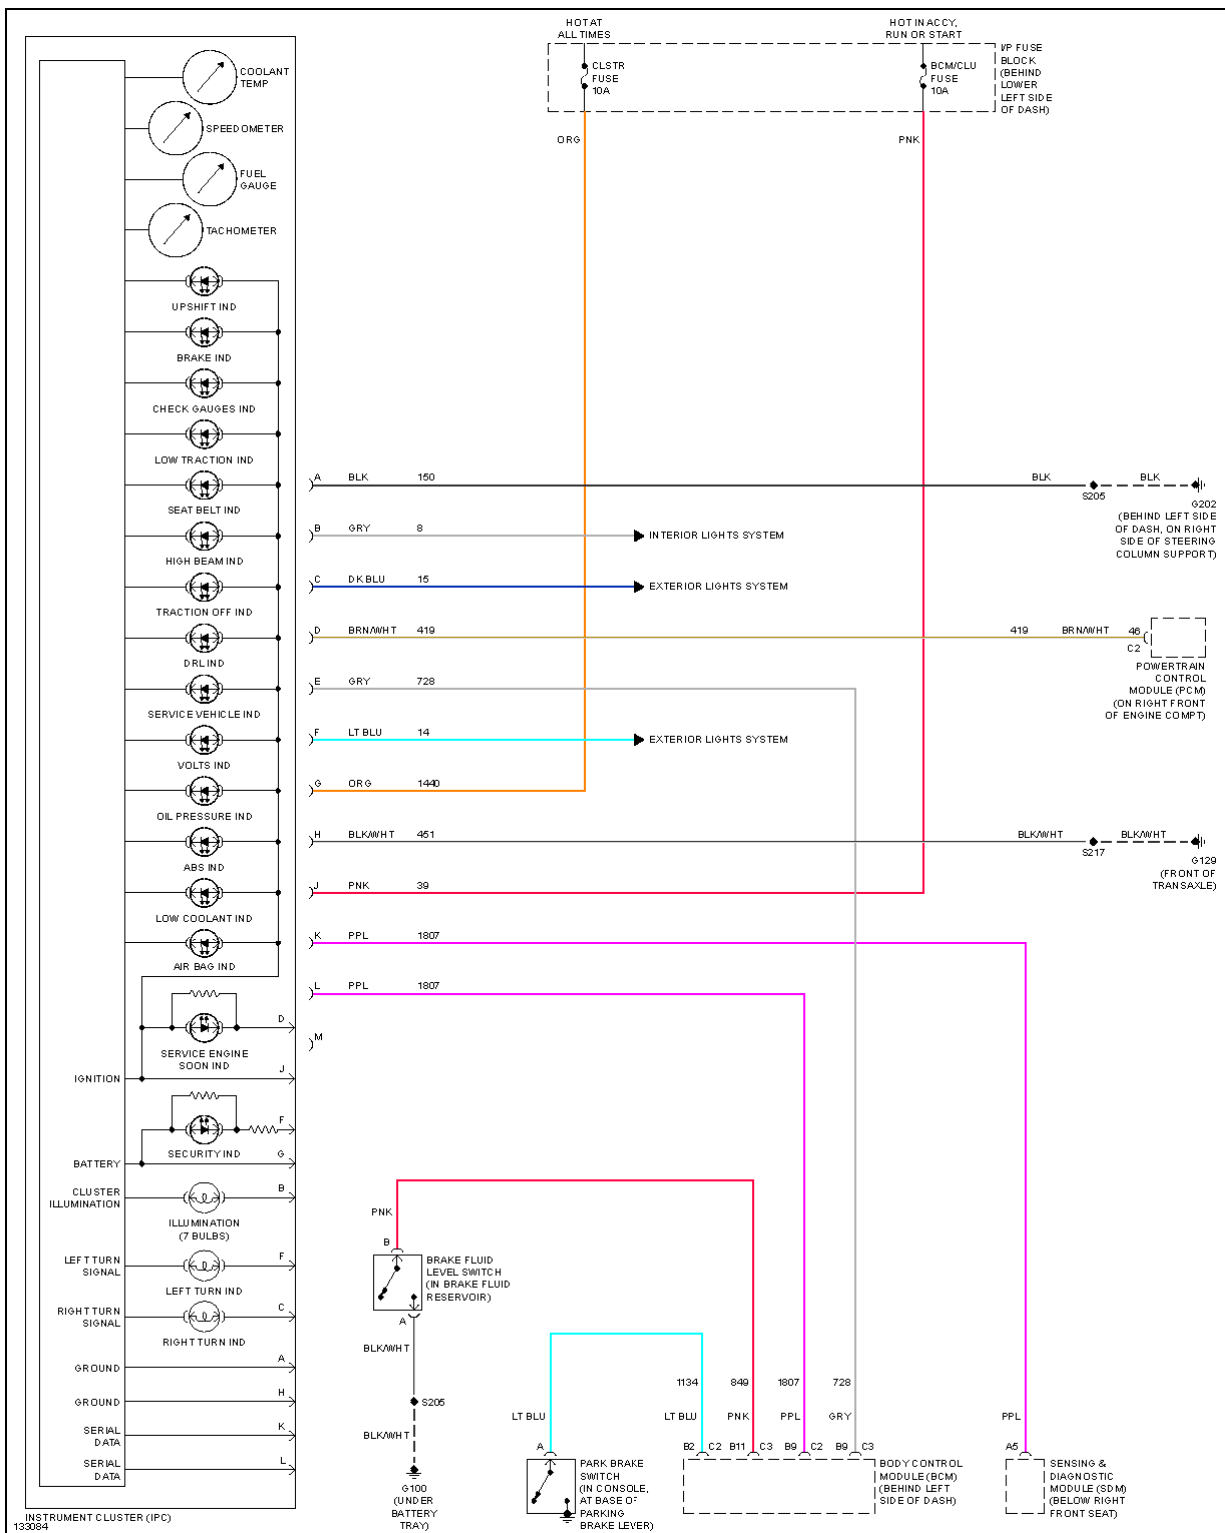 HOT AT
ALL TIMES
HOT IN ACCY,
RUN OR START
CLSTR
FUSE
10A
BCM/CLU
FUSE
10A
I/P FUSE
BLOCK
(BEHIND
LOWER
LEFT SIDE
OF DASH)
ORG
PNK
COOLANT
TEMP
SPEEDOMETER
FUEL
GAUGE
TACHOMETER
UPSHIFT IND
BRAKE IND
CHECK GAUGES IND
LOW TRACTION IND
SEAT BELT IND
HIGH BEAM IND
TRACTION OFF IND
DRL IND
SERVICE VEHICLE IND
VOLTS IND
OIL PRESSURE IND
ABS IND
LOW COOLANT IND
AIR BAG IND
SERVICE ENGINE
SOON IND
D
IGNITION
J
SECURITY IND
F
BATTERY
G
CLUSTER
ILLUMINATION
B
ILLUMINATION
(7 BULBS)
LEFT TURN
SIGNAL
F
LEFT TURN IND
RIGHT TURN
SIGNAL
C
RIGHT TURN IND
GROUND
A
GROUND
H
SERIAL
DATA
K
SERIAL
DATA
L
INSTRUMENT CLUSTER (IPC)
133084
A BLK 150 BLK S205 BLK
G202
(BEHIND LEFT SIDE
OF DASH, ON RIGHT
SIDE OF STEERING
COLUMN SUPPORT)
B GRY 8 INTERIOR LIGHTS SYSTEM
C DK BLU 15 EXTERIOR LIGHTS SYSTEM
D BRN/WHT 419 419 BRN/WHT 46
C2
POWERTRAIN
CONTROL
MODULE (PCM)
(ON RIGHT FRONT
OF ENGINE COMPT)
E GRY 728
F LT BLU 14 EXTERIOR LIGHTS SYSTEM
G ORG 1440
H BLK/WHT 451 BLK/WHT S217 BLK/WHT
G129
(FRONT OF
TRANSAXLE)
J PNK 39
K PPL 1807
L PPL 1807
M
PNK
B
BRAKE FLUID
LEVEL SWITCH
(IN BRAKE FLUID
RESERVOIR)
A
BLK/WHT
S205
BLK/WHT
G100
(UNDER
BATTERY
TRAY)
1134 849 1807 728
LT BLU LT BLU PNK PPL GRY PPL
A B2 C2 B11 C3 B9 C2 B9 C3 A5
PARK BRAKE
SWITCH
(IN CONSOLE,
AT BASE OF
PARKING
BRAKE LEVER)
BODY CONTROL
MODULE (BCM)
(BEHIND LEFT
SIDE OF DASH)
SENSING &
DIAGNOSTIC
MODULE (SDM)
(BELOW RIGHT
FRONT SEAT)